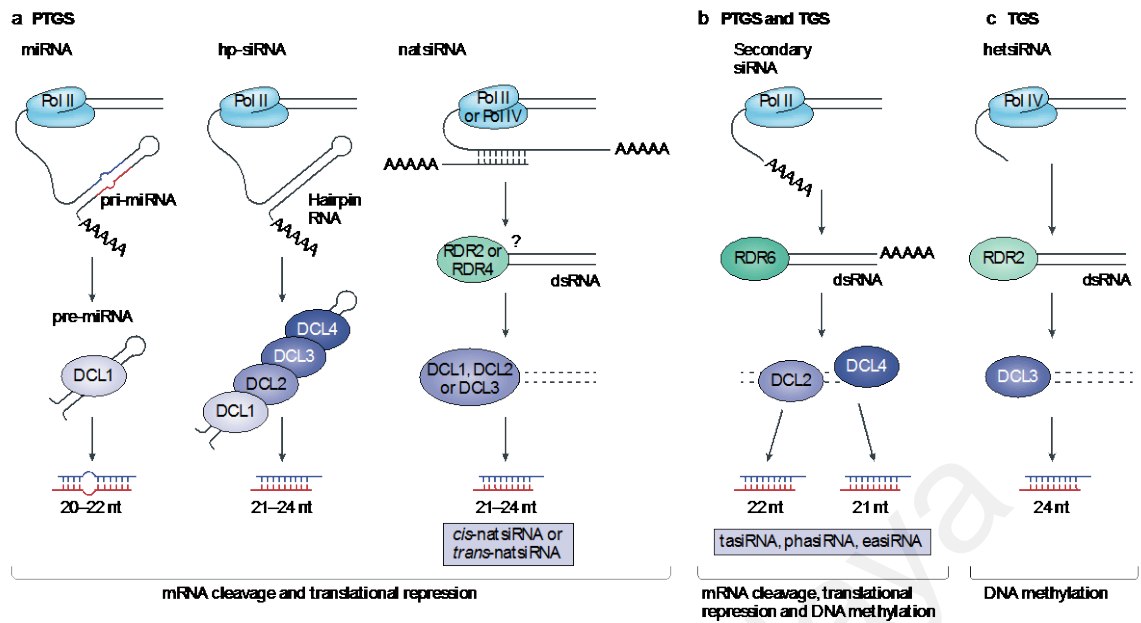 a PTGS
miRNA
Pol II
pri-miRNA
AAAAA
pre-miRNA
DCL1
20–22 nt
hp-siRNA
Pol II
Hairpin
RNA
AAAAA
DCL4
DCL3
DCL2
DCL1
21–24 nt
natsiRNA
Pol II
or Pol IV
AAAAA
AAAAA
?
RDR2 or
RDR4
dsRNA
DCL1, DCL2
or DCL3
21–24 nt
cis-natsiRNA or
trans-natsiRNA
mRNA cleavage and translational repression
b PTGS and TGS
Secondary
siRNA
Pol II
AAAAA
RDR6
AAAAA
dsRNA
DCL2
DCL4
22 nt
21 nt
tasiRNA, phasiRNA, easiRNA
mRNA cleavage, translational
repression and DNA methylation
c TGS
hetsiRNA
Pol IV
RDR2
dsRNA
DCL3
24 nt
DNA methylation